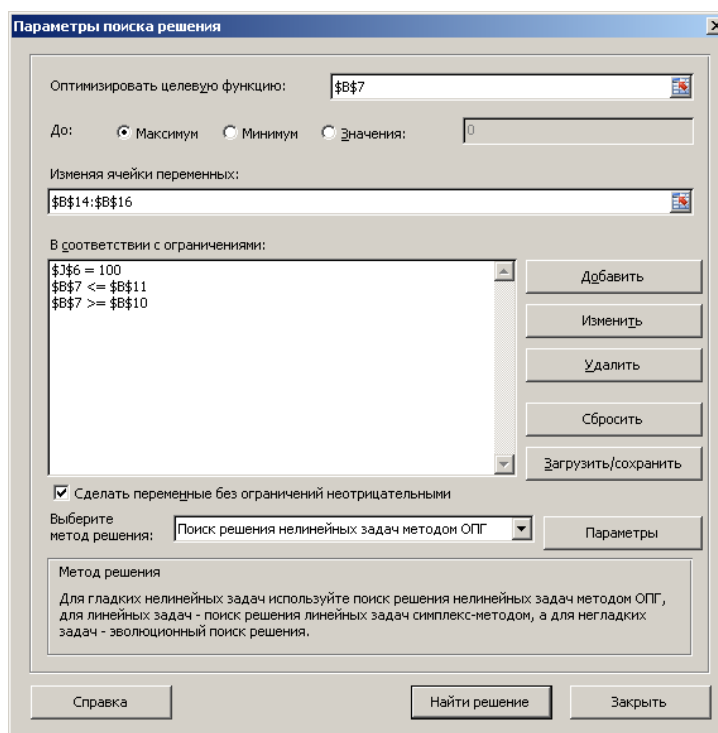 Параметры поиска решения
Оптимизировать целевую функцию:
$B$7
До:
Максимум
Минимум
Значения:
0
Изменяя ячейки переменных:
$B$14:$B$16
В соответствии с ограничениями:
$J$6 = 100
$B$7 <= $B$11
$B$7 >= $B$10
Добавить
Изменить
Удалить
Сбросить
Загрузить/сохранить
Сделать переменные без ограничений неотрицательными
Выберите
метод решения:
Поиск решения нелинейных задач методом ОПГ
Параметры
Метод решения
Для гладких нелинейных задач используйте поиск решения нелинейных задач методом ОПГ,
для линейных задач - поиск решения линейных задач симплекс-методом, а для негладких
задач - эволюционный поиск решения.
Справка
Найти решение
Закрыть